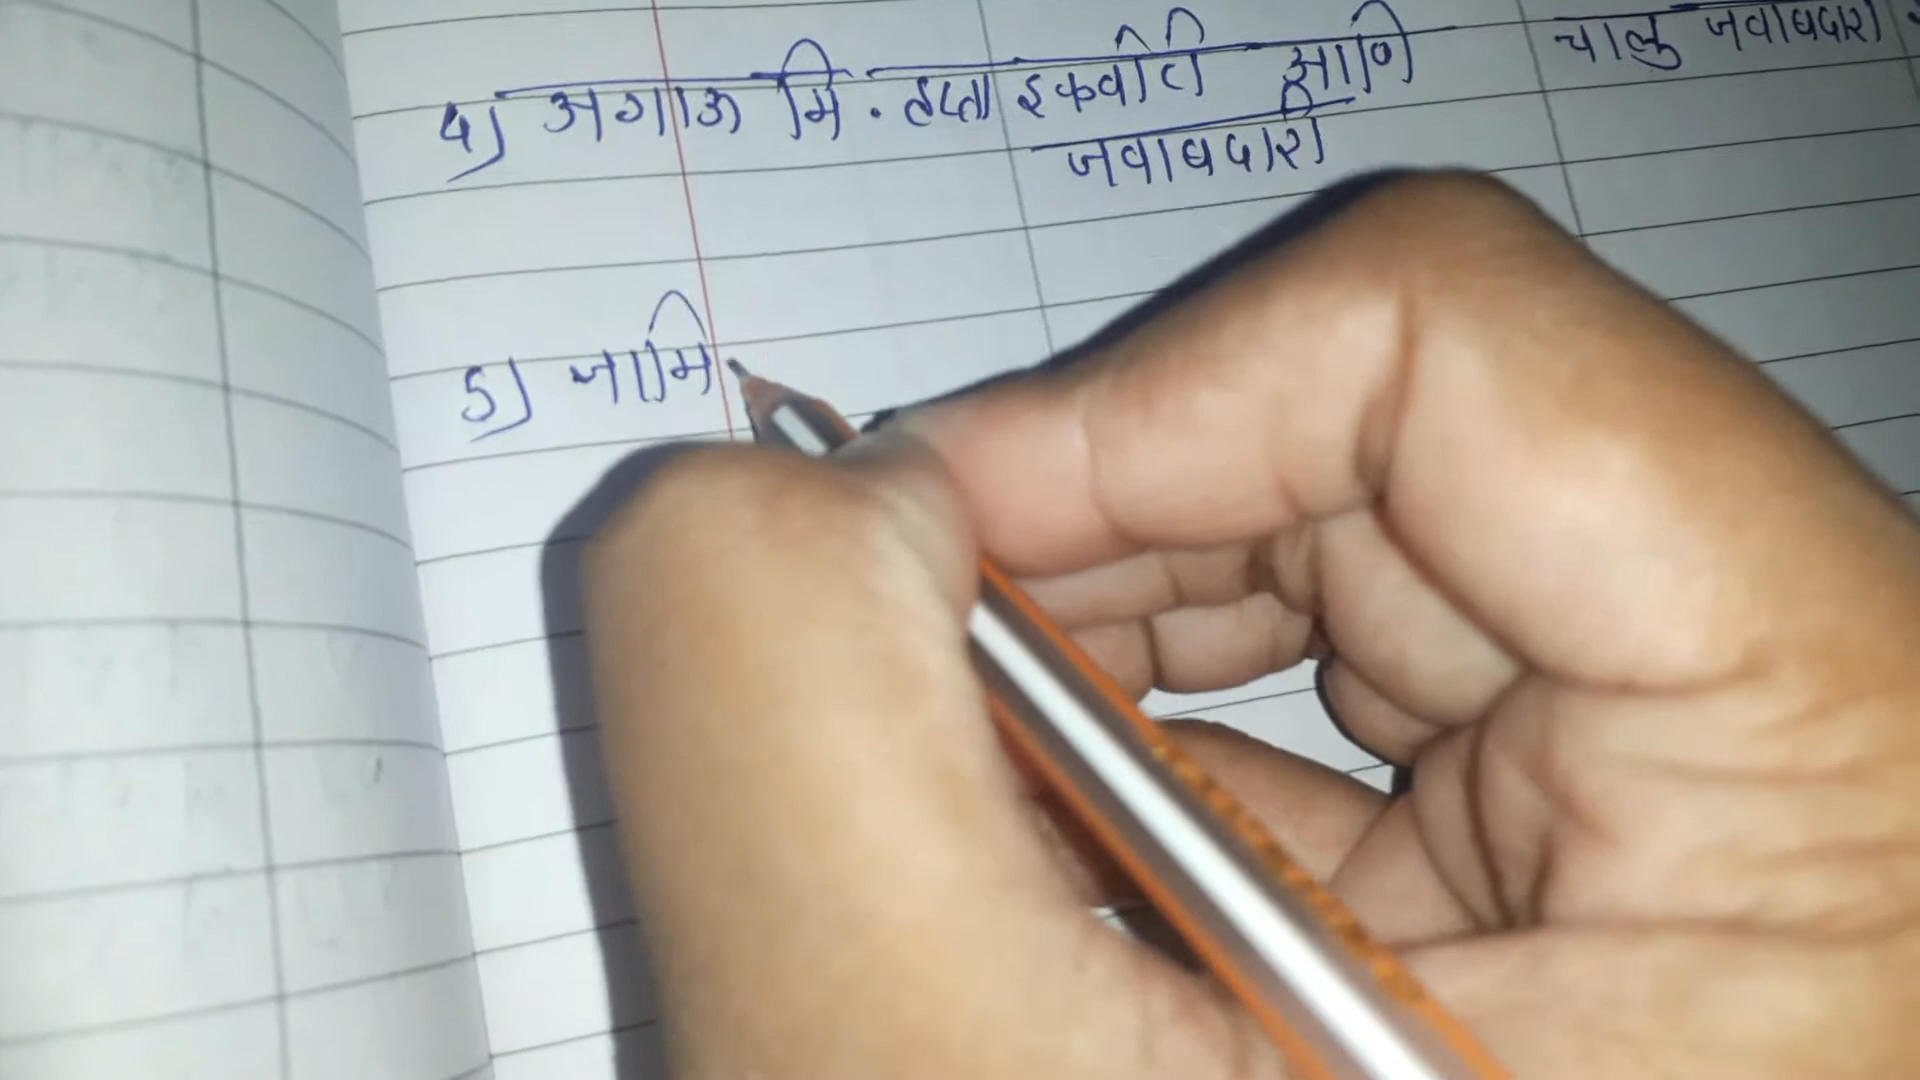 4) अगाऊ मि. हप्ता इक्वीटी आणि चालु जवाबदारी
जवाबदारी
5) नामि